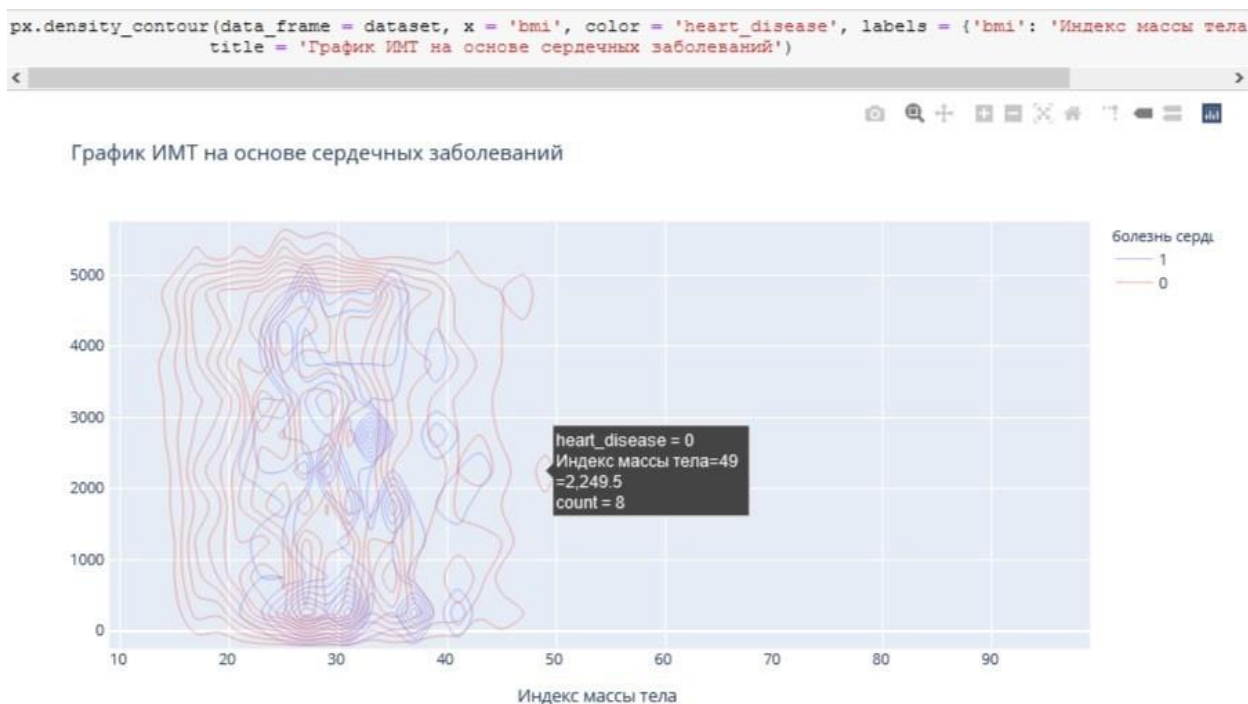 px.density_contour(data_frame = dataset, x = 'bmi', color = 'heart_disease', labels = {'bmi': 'Индекс массы тела
title = 'График ИМТ на основе сердечных заболеваний')
График ИМТ на основе сердечных заболеваний
болезнь сердц
1
0
5000
4000
3000
2000
1000
0
heart_disease = 0
Индекс массы тела=49
=2,249.5
count = 8
10 20 30 40 50 60 70 80 90
Индекс массы тела